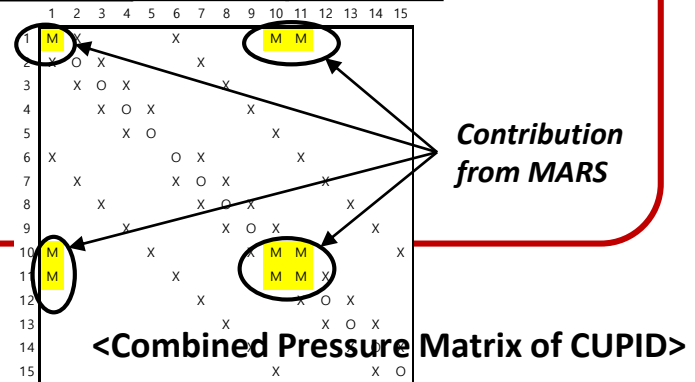 1 2 3 4 5 6 7 8 9 10 11 12 13 14 15
1 M X X M M
2 X O X X
3 X O X X
4 X O X X
5 X O X
6 X O X X
7 X X O X X
8 X X O X X
9 X X O X X
10 M X X M M X
11 M X M M X
12 X X O X
13 X X O X
14 X X O X
15 X X O
Contribution
from MARS
<Combined Pressure Matrix of CUPID>